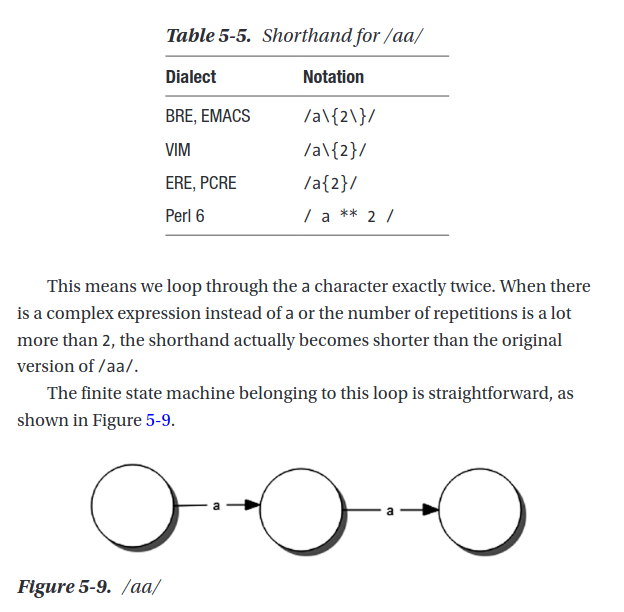 Table 5-5. Shorthand for /aa/
Dialect Notation
BRE, EMACS /a\{2\}/
VIM /a\{2}/
ERE, PCRE /a{2}/
Perl 6 / a ** 2 /
This means we loop through the a character exactly twice. When there
is a complex expression instead of a or the number of repetitions is a lot
more than 2, the shorthand actually becomes shorter than the original
version of /aa/.
The finite state machine belonging to this loop is straightforward, as
shown in Figure 5-9.
a a
Figure 5-9. /aa/